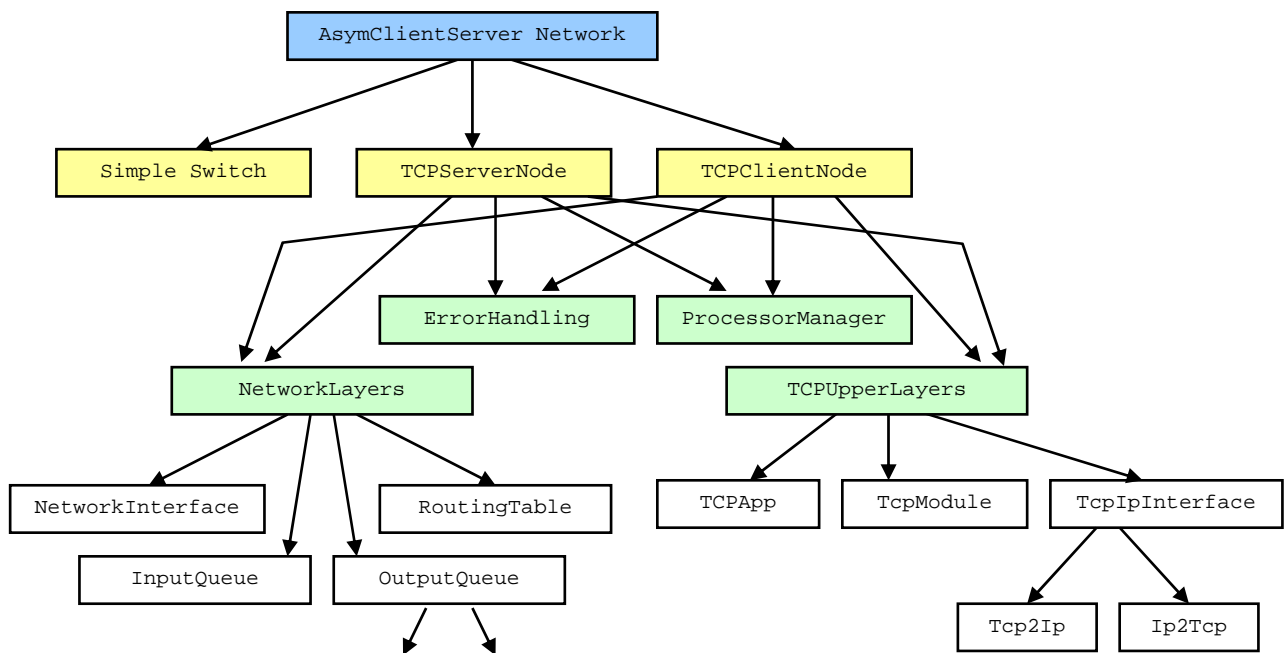 AsymClientServer Network
Simple Switch
TCPServerNode
TCPClientNode
ErrorHandling
ProcessorManager
NetworkLayers
TCPUpperLayers
NetworkInterface
RoutingTable
TCPApp
TcpModule
TcpIpInterface
InputQueue
OutputQueue
Tcp2Ip
Ip2Tcp